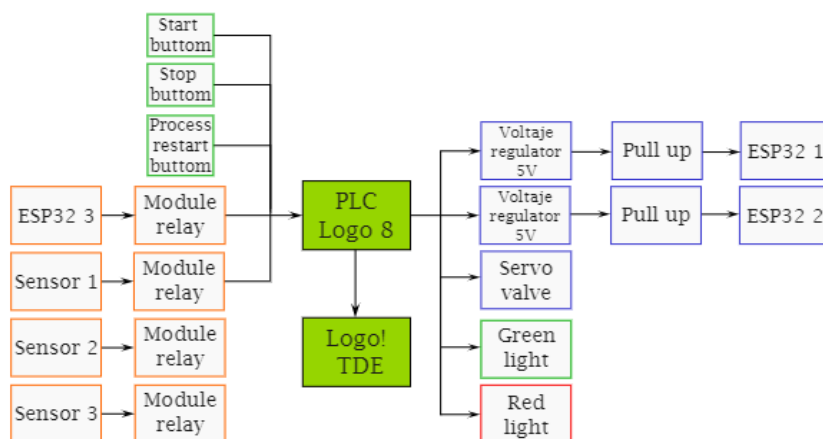 Start
buttom
Stop
buttom
Process
restart
buttom
ESP32 3
Module
relay
Sensor 1
Module
relay
Sensor 2
Module
relay
Sensor 3
Module
relay
PLC
Logo 8
Logo!
TDE
Voltaje
regulator
5V
Pull up
ESP32 1
Voltaje
regulator
5V
Pull up
ESP32 2
Servo
valve
Green
light
Red
light